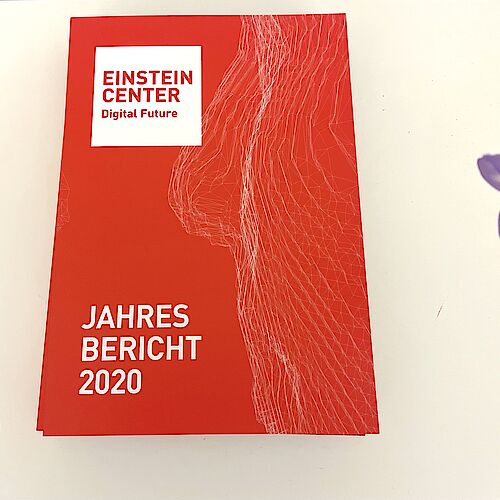 EINSTEIN
CENTER
Digital Future
JAHRES
BERICHT
2020